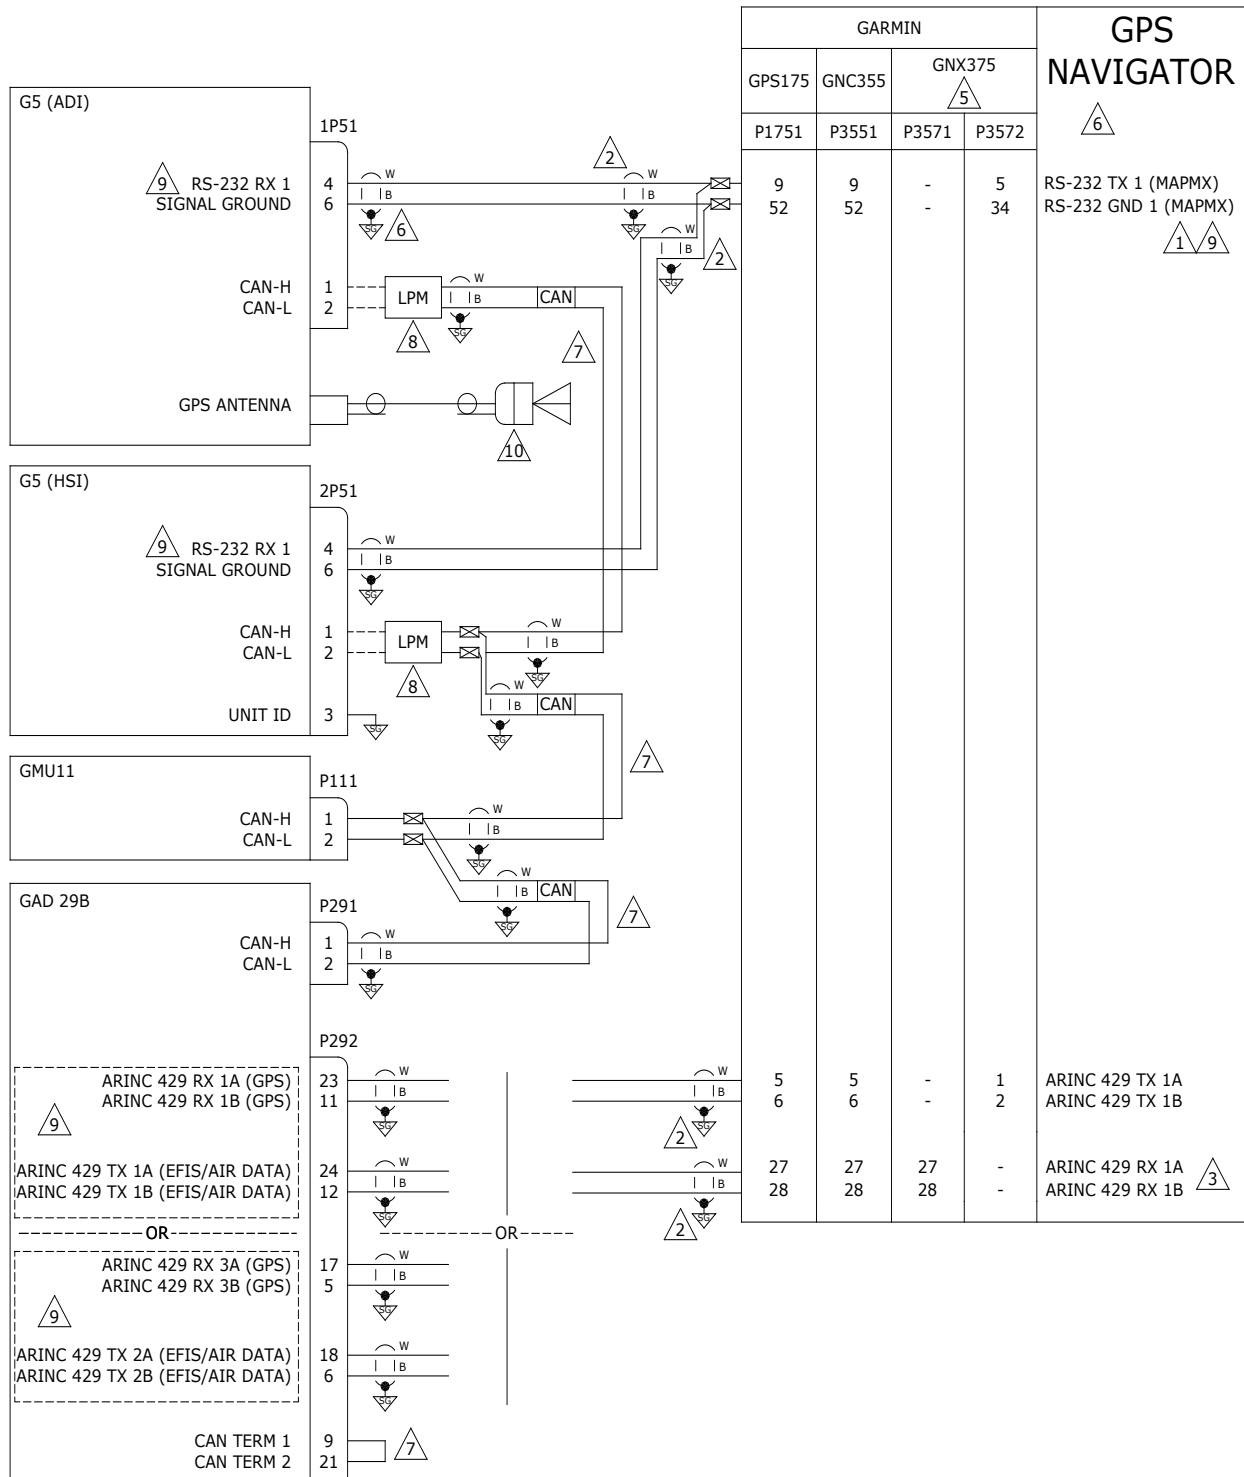 GARMIN
GPS NAVIGATOR
GPS175 GNC355 GNX375
5
6
P1751 P3551 P3571 P3572
G5 (ADI)
1P51
2
9 RS-232 RX 1 4 W W 9 9 - 5 RS-232 TX 1 (MAPMX)
SIGNAL GROUND 6 B B 52 52 - 34 RS-232 GND 1 (MAPMX)
SG 6 SG W 1 9
B 2
SG
CAN-H 1 LPM W CAN
CAN-L 2 B
8 SG 7
GPS ANTENNA
10
G5 (HSI)
2P51
9 RS-232 RX 1 4 W
SIGNAL GROUND 6 B
SG
CAN-H 1 LPM W
CAN-L 2 B
8 SG
W
B CAN
UNIT ID 3 SG SG
7
GMU11
P111
CAN-H 1 W
CAN-L 2 B
SG
W
B CAN
SG 7
GAD 29B
P291
CAN-H 1 W
CAN-L 2 B
SG
P292
ARINC 429 RX 1A (GPS) 23 W W 5 5 - 1 ARINC 429 TX 1A
ARINC 429 RX 1B (GPS) 11 B B 6 6 - 2 ARINC 429 TX 1B
9 SG 2 SG
ARINC 429 TX 1A (EFIS/AIR DATA) 24 W W 27 27 27 - ARINC 429 RX 1A
ARINC 429 TX 1B (EFIS/AIR DATA) 12 B B 28 28 28 - ARINC 429 RX 1B 3
SG 2 SG
OR OR
ARINC 429 RX 3A (GPS) 17 W
ARINC 429 RX 3B (GPS) 5 B
9 SG
ARINC 429 TX 2A (EFIS/AIR DATA) 18 W
ARINC 429 TX 2B (EFIS/AIR DATA) 6 B
SG
CAN TERM 1 9
CAN TERM 2 21 7